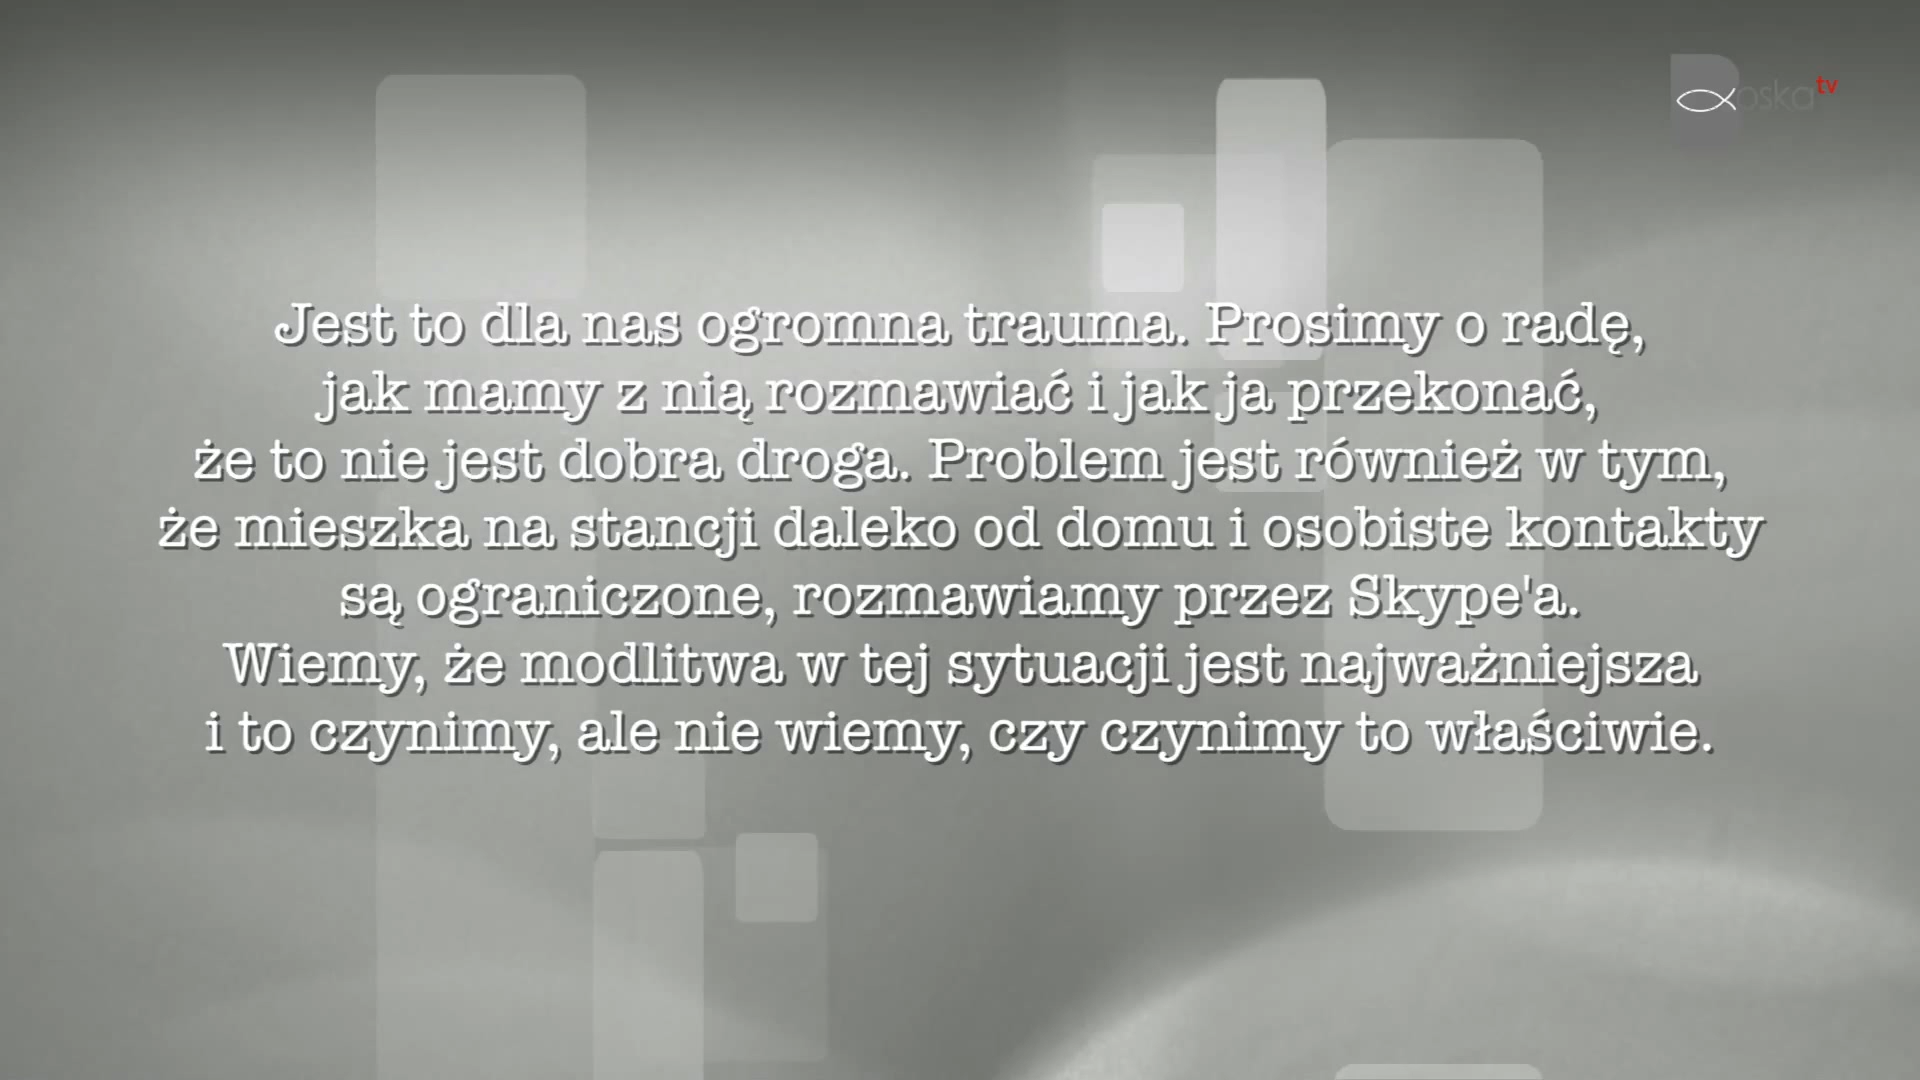 Boska tv
Jest to dla nas ogromna trauma. Prosimy o radę,
jak mamy z nią rozmawiać i jak ja przekonać,
że to nie jest dobra droga. Problem jest również w tym,
że mieszka na stancji daleko od domu i osobiste kontakty
są ograniczone, rozmawiamy przez Skype'a.
Wiemy, że modlitwa w tej sytuacji jest najważniejsza
i to czynimy, ale nie wiemy, czy czynimy to właściwie.